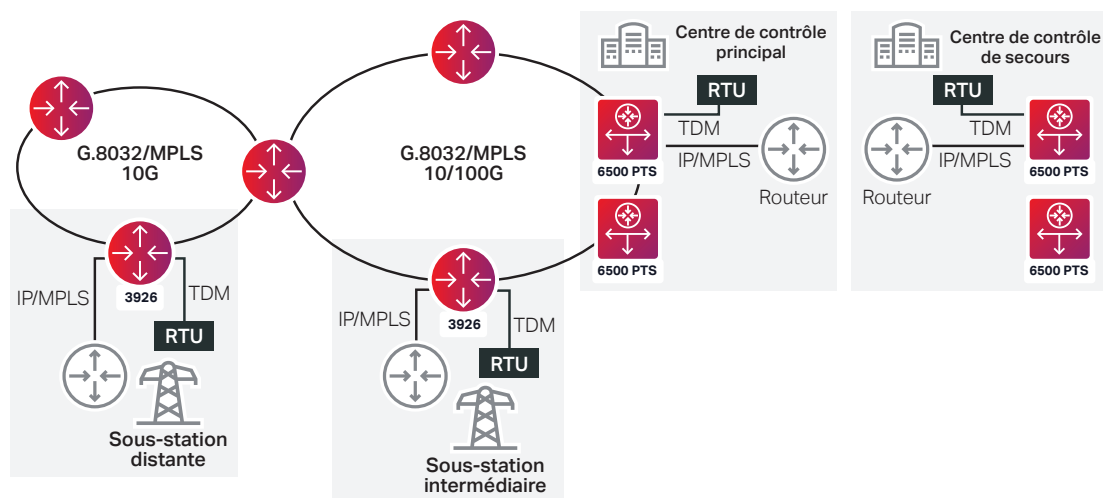 G.8032/MPLS
10G
3926
IP/MPLS
TDM
RTU
Sous-station
distante
G.8032/MPLS
10/100G
3926
IP/MPLS
TDM
RTU
Sous-station
intermédiaire
Centre de contrôle
principal
RTU
TDM
IP/MPLS
6500 PTS
Routeur
6500 PTS
Centre de contrôle
de secours
RTU
TDM
IP/MPLS
6500 PTS
Routeur
6500 PTS